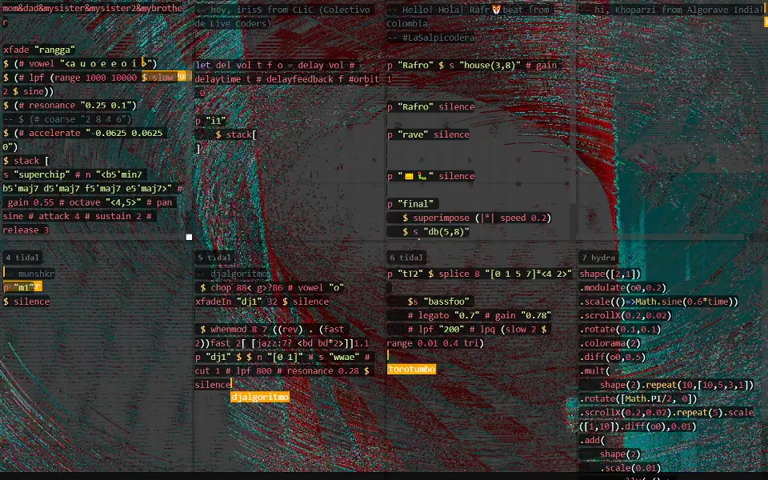 mom&dad&mysister&mysister2&mybrothe
r
xfade "rangga"
$ (# vowel "<a u o e e o i i>")
$ (# lpf (range 1000 10000 $ slow
2 $ sine))
$ (# resonance "0.25 0.1")
-- $ (# coarse "2 8 4 6")
$ (# accelerate "-0.0625 0.0625
0")
$ stack [
s "superchip" # n "<b5'min7
b5'maj7 d5'maj7 f5'maj7 e5'maj7>" #
gain 0.55 # octave "<4,5>" # pan
sine # attack 4 # sustain 2 #
release 3
-- hey, irisS from CLiC (Colectivo
de Live Coders)
let del vol t f o = delay vol #
delaytime t # delayfeedback f #orbit
o
p "i1"
$ stack[
]
-- Hello! Hola! Rafr🦊beat from
Colombia
-- #LaSalpicodera
p "Rafro" $ s "house(3,8)" # gain
1
p "Rafro" silence
p "rave" silence
silence
p "final"
$ superimpose (|*| speed 0.2)
$ s "db(5,8)"
-- hi, Khoparzi from Algorave India!
4 tidal
munshkr
p "m1"
$ silence
5 tidal
-- djalgoritmo
$ chop 88< g>?86 # vowel "o"
xfadeIn "dj1" 32 $ silence
$ whenmod 8 7 ((rev) . (fast
2))fast 2[ [jazz:7? <bd bd*2>]]1.1
p "dj1" $ $ n "[0 1]" # s "wwae" #
cut 1 # lpf 800 # resonance 0.28 $
silence
djalgoritmo
6 tidal
p "tT2" $ splice 8 "[0 1 5 7]*<4 2>"
$s "bassfoo"
# legato "0.7" # gain "0.78"
# lpf "200" # lpq (slow 2 $
range 0.01 0.4 tri)
torotumbo
7 hydra
shape([2,1])
.modulate(o0,0.2)
.scale(()=>Math.sine(0.6*time))
.scrollX(0.2,0.02)
.rotate(0.1,0.1)
.colorama(2)
.diff(o0,0.5)
.mult(
shape(2).repeat(10,[10,5,3,1])
.rotate([Math.PI/2, 0])
.scrollX(0.2,0.02).repeat(5).scale
([1,10]).diff(o0),0.01)
.add(
shape(2)
.scale(0.01)